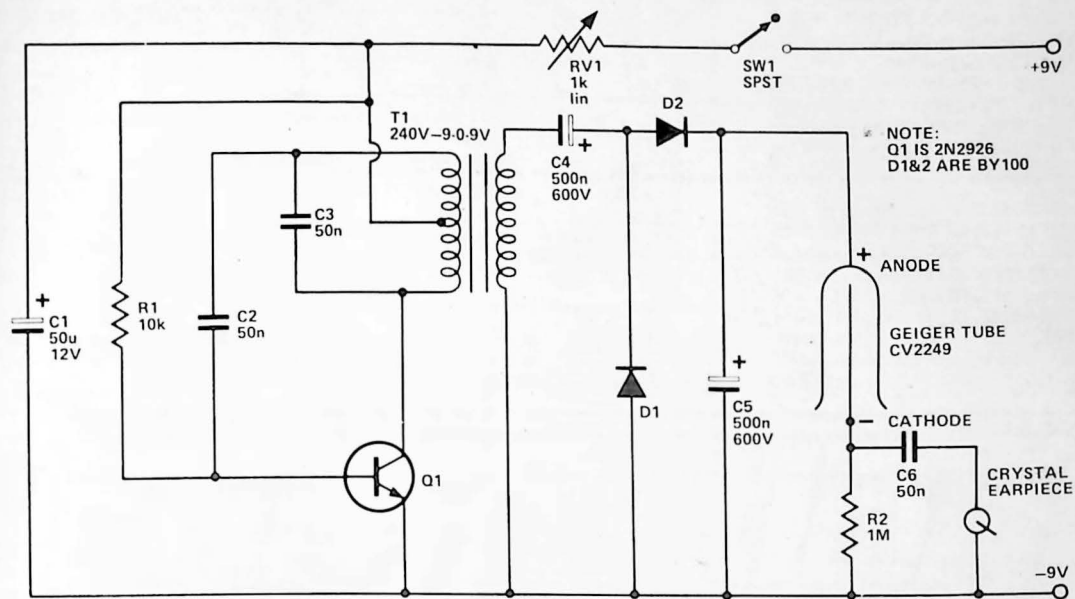 RV1
1k
lin
SW1
SPST
+9V
T1
240V–9-0-9V
D2
+
C4
500n
600V
NOTE:
Q1 IS 2N2926
D1&2 ARE BY100
C3
50n
+
ANODE
+
C1
50u
12V
R1
10k
C2
50n
GEIGER TUBE
CV2249
D1
+
C5
500n
600V
– CATHODE
C6
50n
CRYSTAL
EARPIECE
Q1
R2
1M
–9V